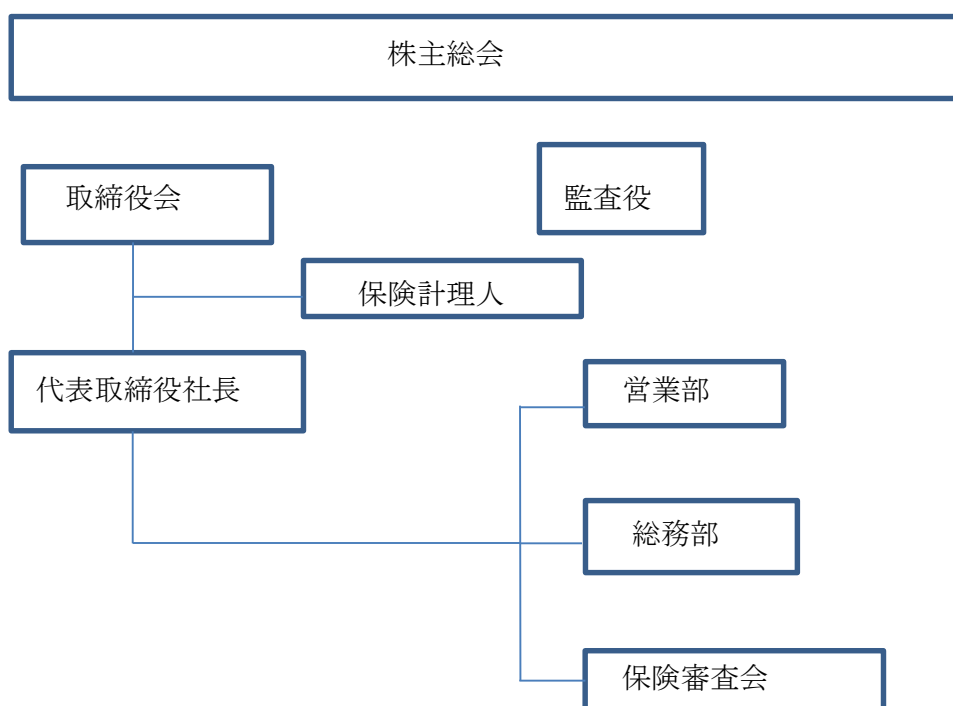 株主総会
取締役会
監査役
保険計理人
代表取締役社長
営業部
総務部
保険審査会